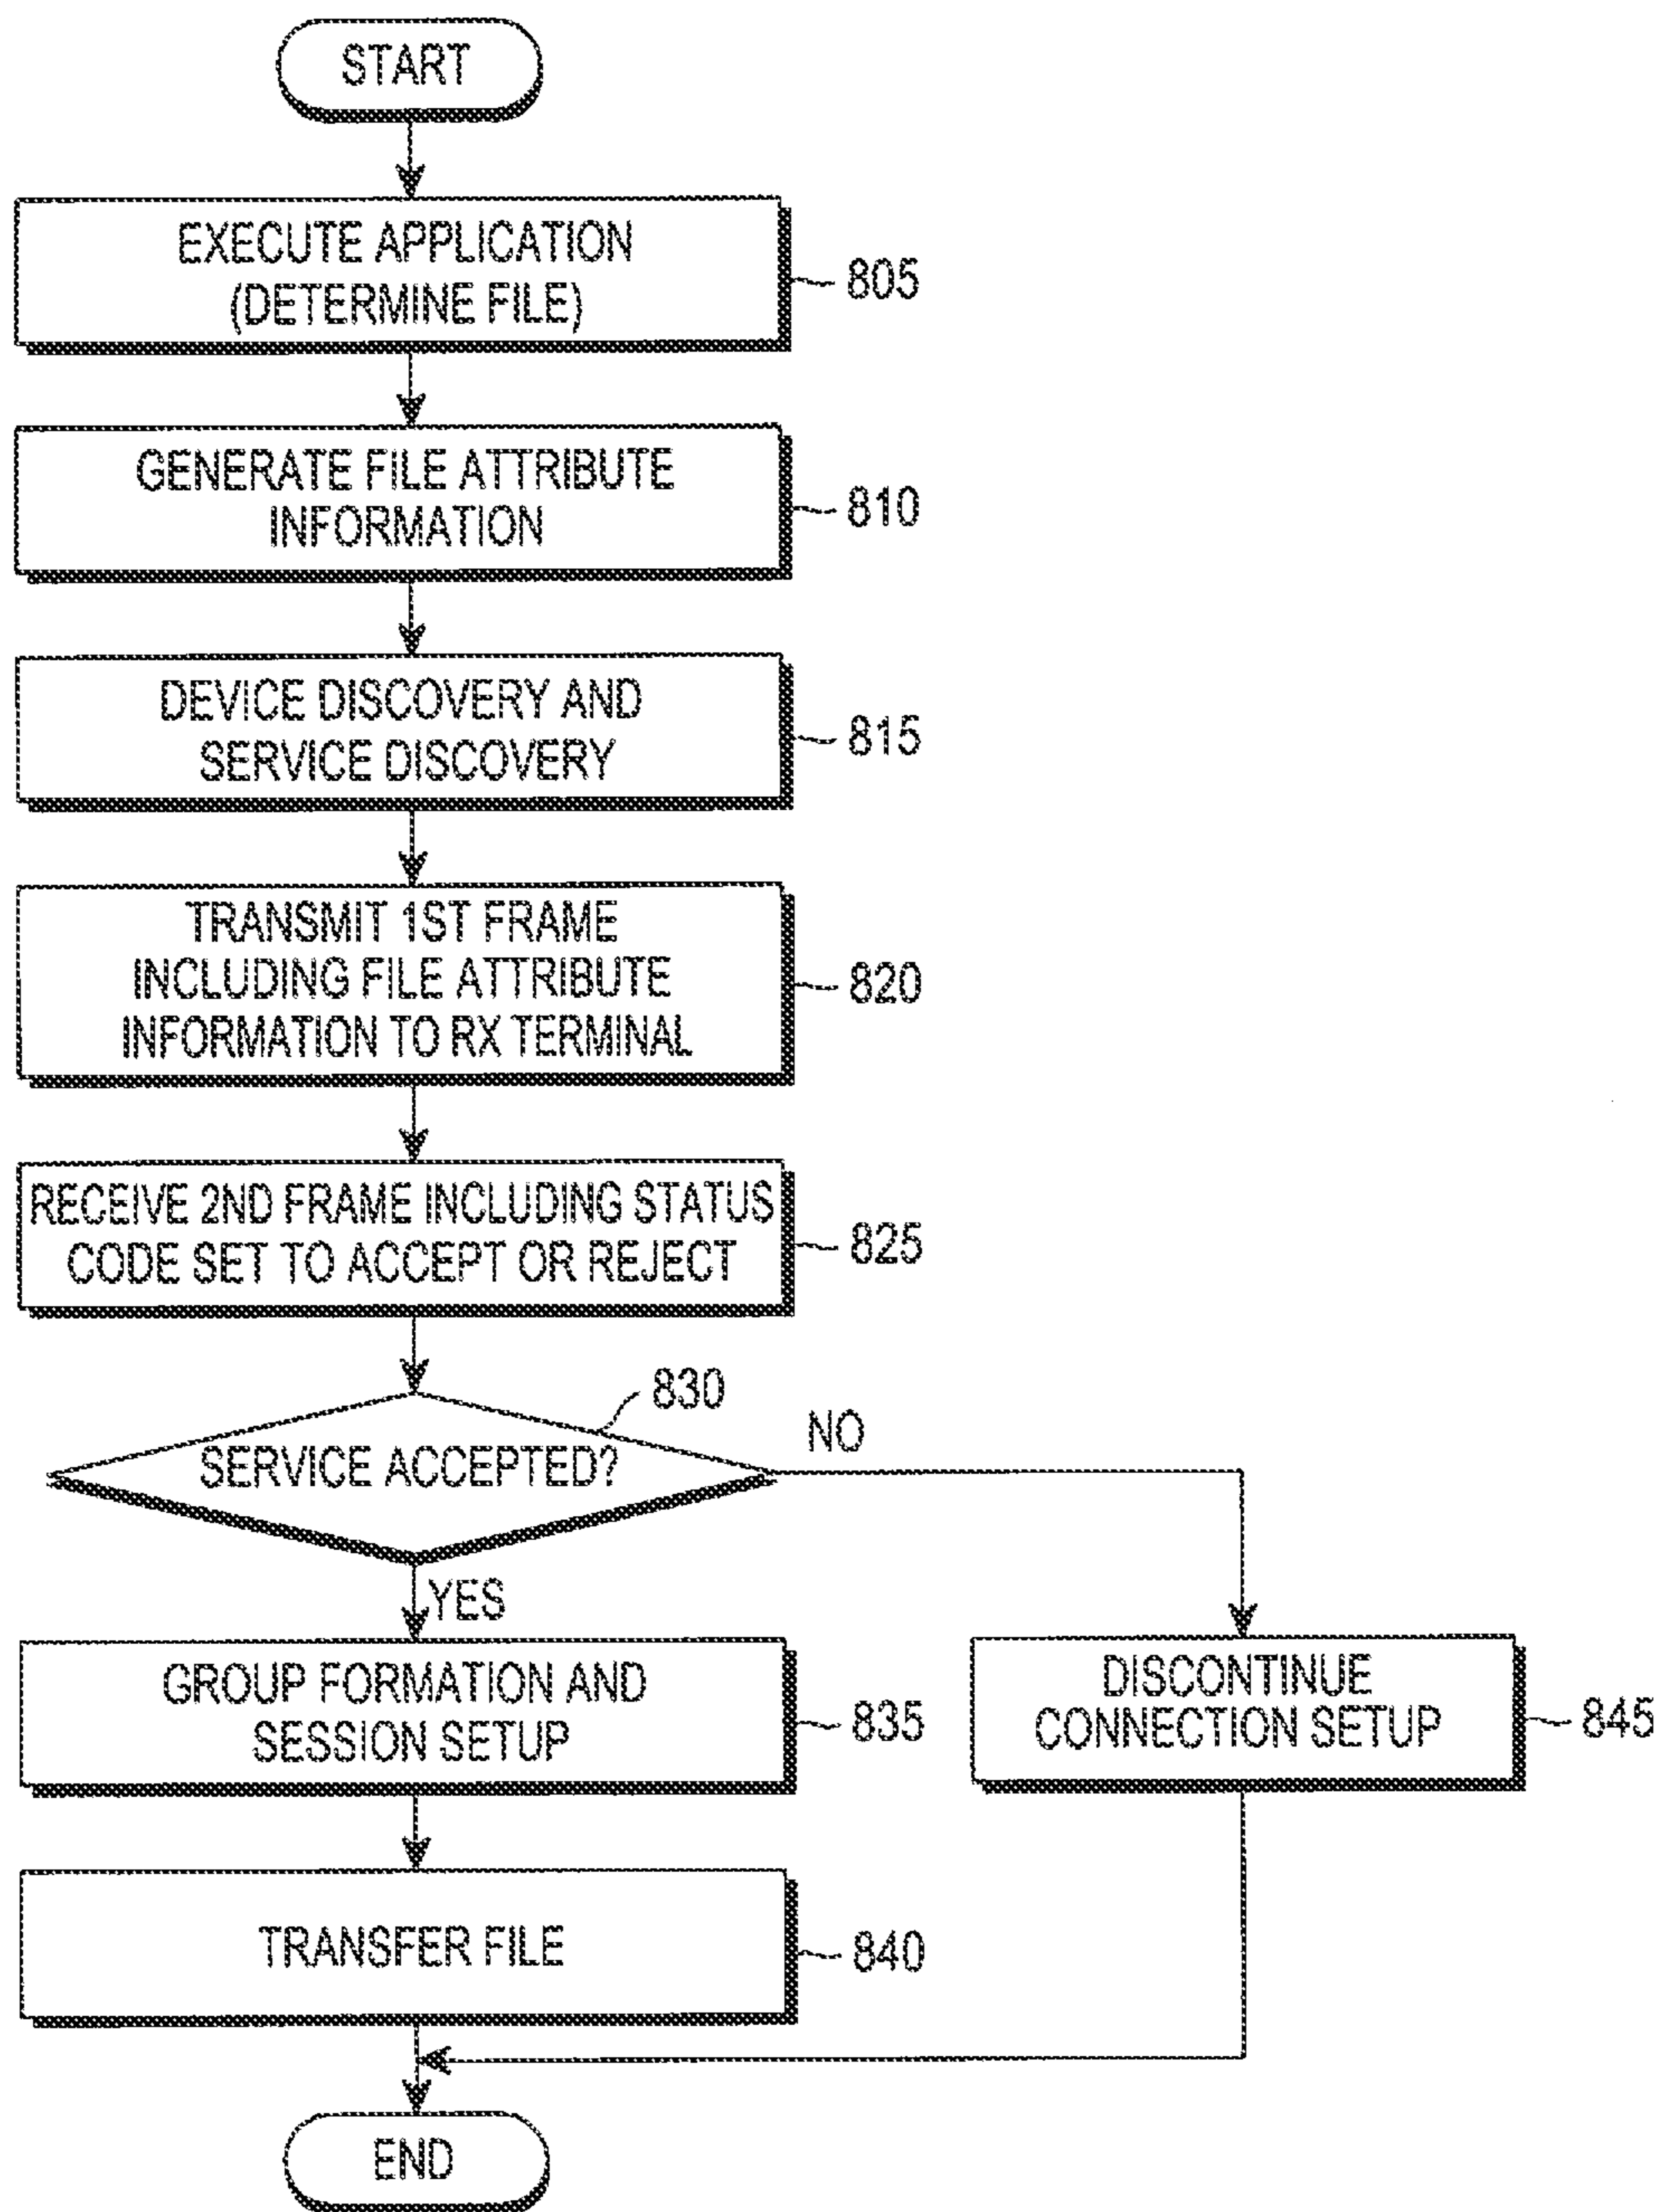 START
EXECUTE APPLICATION
(DETERMINE FILE)
805
GENERATE FILE ATTRIBUTE
INFORMATION
810
DEVICE DISCOVERY AND
SERVICE DISCOVERY
815
TRANSMIT 1ST FRAME
INCLUDING FILE ATTRIBUTE
INFORMATION TO RX TERMINAL
820
RECEIVE 2ND FRAME INCLUDING STATUS
CODE SET TO ACCEPT OR REJECT
825
830
SERVICE ACCEPTED?
NO
YES
GROUP FORMATION AND
SESSION SETUP
835
DISCONTINUE
CONNECTION SETUP
845
TRANSFER FILE
840
END